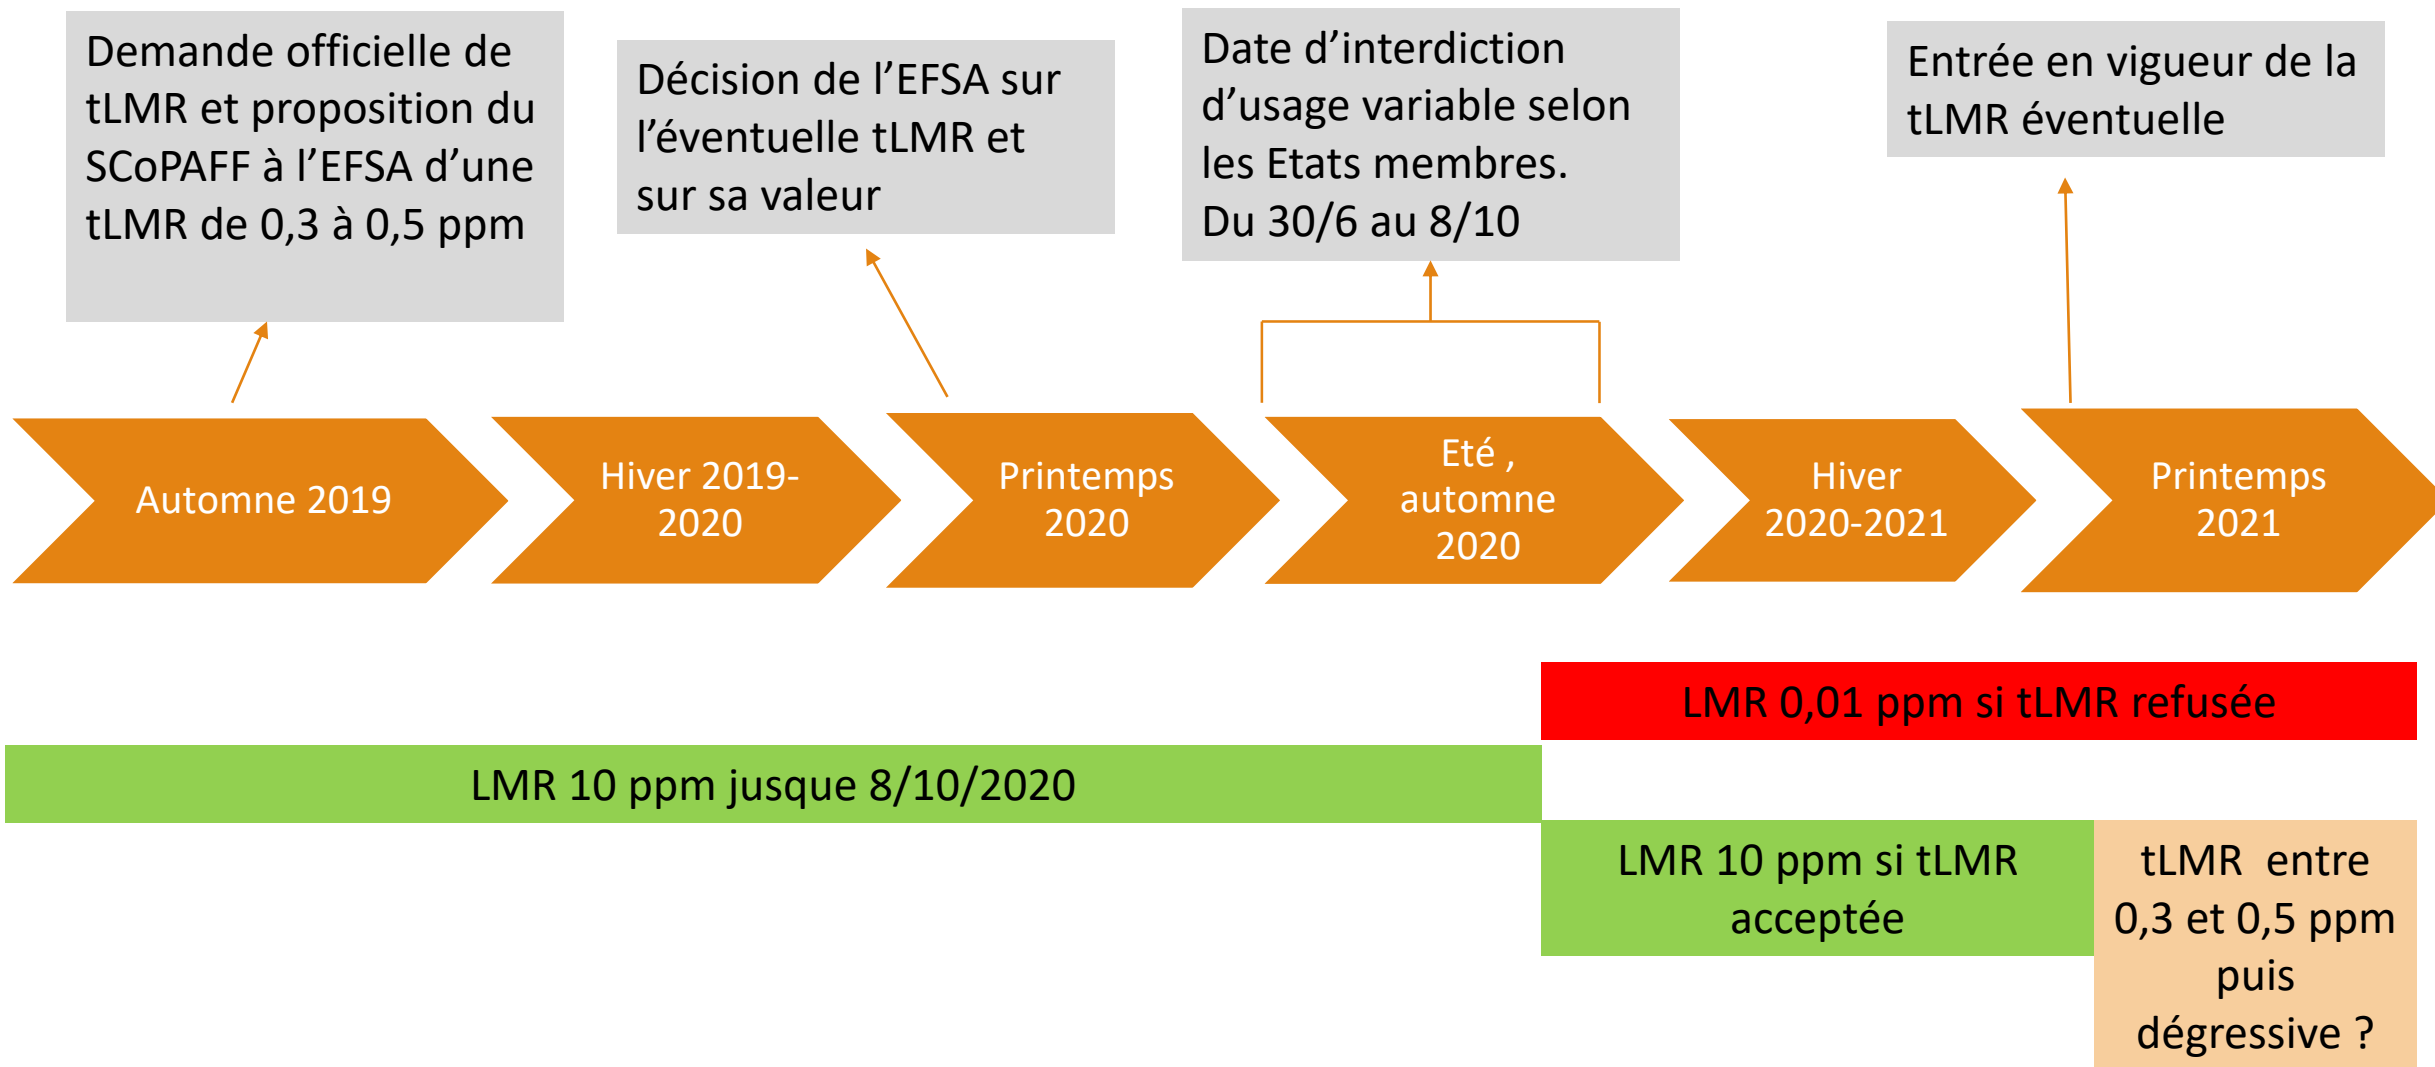 Demande officielle de
tLMR et proposition du
SCoPAFF à l’EFSA d’une
tLMR de 0,3 à 0,5 ppm
Décision de l’EFSA sur
l’éventuelle tLMR et
sur sa valeur
Date d’interdiction
d’usage variable selon
les Etats membres.
Du 30/6 au 8/10
Entrée en vigueur de la
tLMR éventuelle
Automne 2019
Hiver 2019-
2020
Printemps
2020
Eté ,
automne
2020
Hiver
2020-2021
Printemps
2021
LMR 0,01 ppm si tLMR refusée
LMR 10 ppm jusque 8/10/2020
LMR 10 ppm si tLMR
acceptée
tLMR  entre
0,3 et 0,5 ppm
puis
dégressive ?